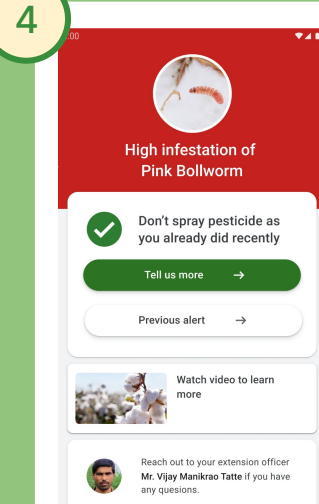 4
:00
High infestation of
Pink Bollworm
Don't spray pesticide as
you already did recently
Tell us more →
Previous alert →
Watch video to learn
more
Reach out to your extension officer
Mr. Vijay Manikrao Tatte if you have
any quesions.